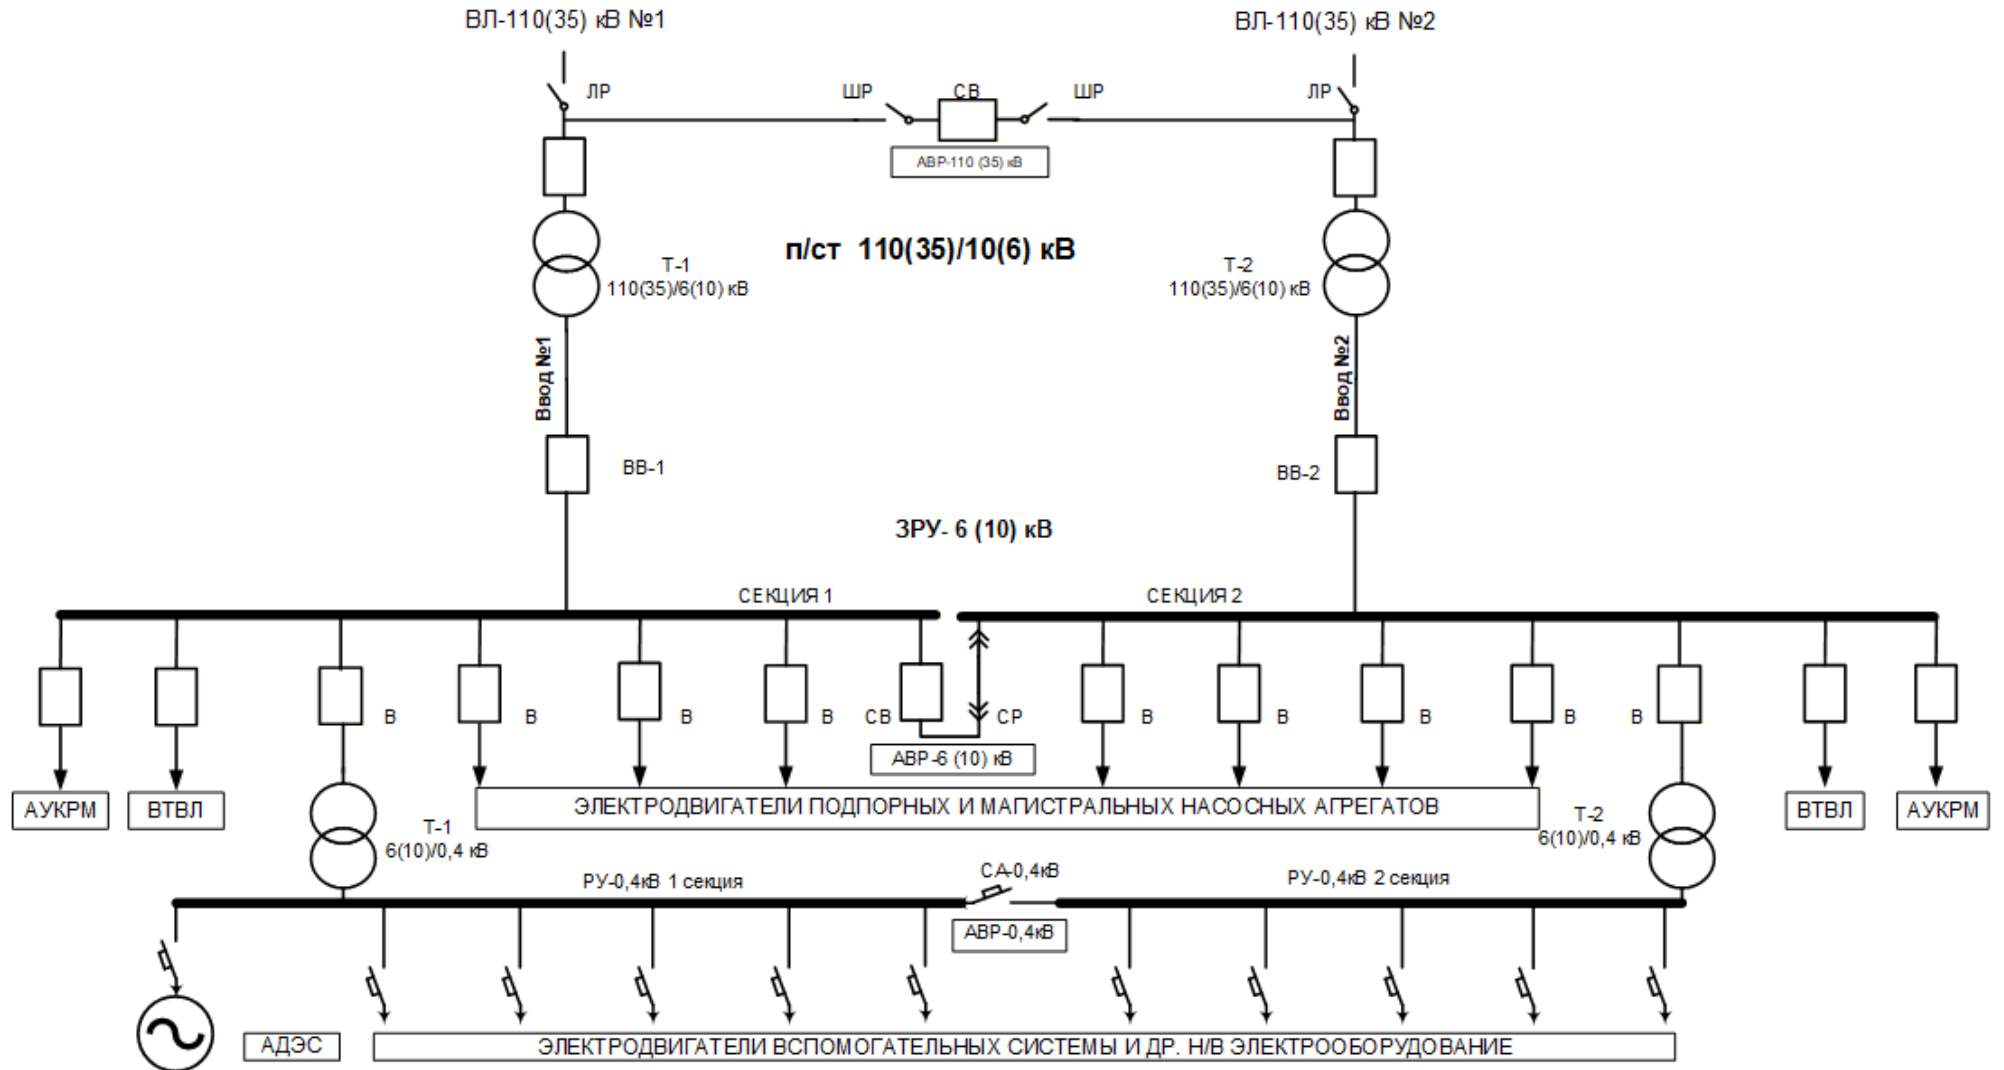 ВЛ-110(35) кВ №1
ВЛ-110(35) кВ №2
ЛР
ШР
СВ
ШР
ЛР
АВР-110 (35) кВ
п/ст 110(35)/10(6) кВ
Т-1
110(35)/6(10) кВ
Т-2
110(35)/6(10) кВ
Ввод №1
Ввод №2
ВВ-1
ВВ-2
ЗРУ- 6 (10) кВ
СЕКЦИЯ 1
СЕКЦИЯ 2
В
В
В
В
СВ
СР
В
В
В
В
В
АВР-6 (10) кВ
АУКРМ
ВТВЛ
ЭЛЕКТРОДВИГАТЕЛИ ПОДПОРНЫХ И МАГИСТРАЛЬНЫХ НАСОСНЫХ АГРЕГАТОВ
ВТВЛ
АУКРМ
Т-1
6(10)/0,4 кВ
Т-2
6(10)/0,4 кВ
РУ-0,4кВ 1 секция
СА-0,4кВ
РУ-0,4кВ 2 секция
АВР-0,4кВ
АДЭС
ЭЛЕКТРОДВИГАТЕЛИ ВСПОМОГАТЕЛЬНЫХ СИСТЕМЫ И ДР. Н/В ЭЛЕКТРООБОРУДОВАНИЕ